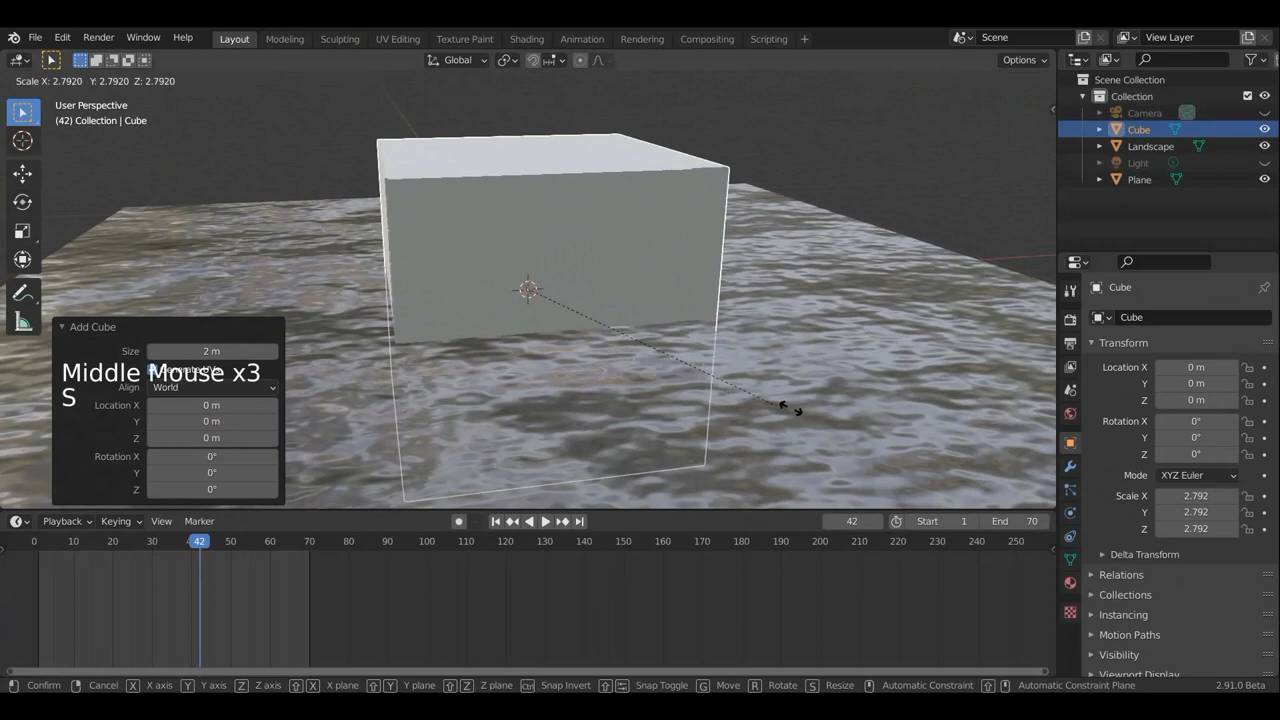 File Edit Render Window Help Layout Modeling Sculpting UV Editing Texture Paint Shading Animation Rendering Compositing Scripting + Scene View Layer
Global Options
Scale X: 2.7920 Y: 2.7920 Z: 2.7920
User Perspective
(42) Collection | Cube
Scene Collection
Collection
Camera
Cube
Landscape
Light
Plane
Add Cube
Size 2 m
Middle Mouse x3
Align World
S
Location X 0 m
Y 0 m
Z 0 m
Rotation X 0°
Y 0°
Z 0°
Cube
Cube
Transform
Location X 0 m
Y 0 m
Z 0 m
Rotation X 0°
Y 0°
Z 0°
Mode XYZ Euler
Scale X 2.792
Y 2.792
Z 2.792
Delta Transform
Relations
Collections
Instancing
Motion Paths
Visibility
Viewport Display
Playback Keying View Marker 42 Start 1 End 70
0 10 20 30 42 50 60 70 80 90 100 110 120 130 140 150 160 170 180 190 200 210 220 230 240 250
Confirm Cancel X X axis Y Y axis Z Z axis X X plane Y Y plane Z Z plane Ctrl Snap Invert Snap Toggle G Move R Rotate S Resize Automatic Constraint Automatic Constraint Plane 2.91.0 Beta